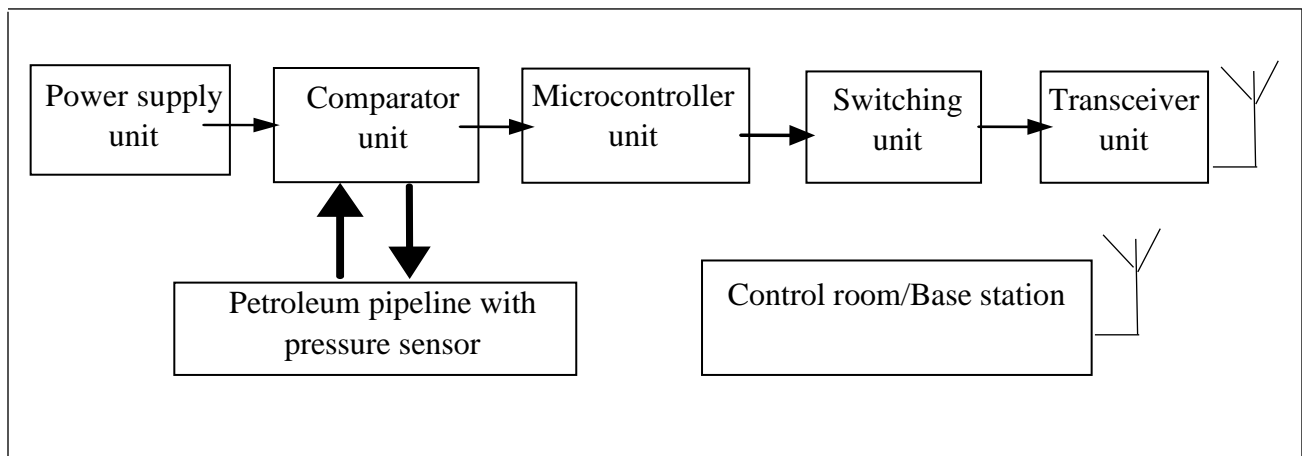 Power supply
unit
Comparator
unit
Microcontroller
unit
Switching
unit
Transceiver
unit
Petroleum pipeline with
pressure sensor
Control room/Base station